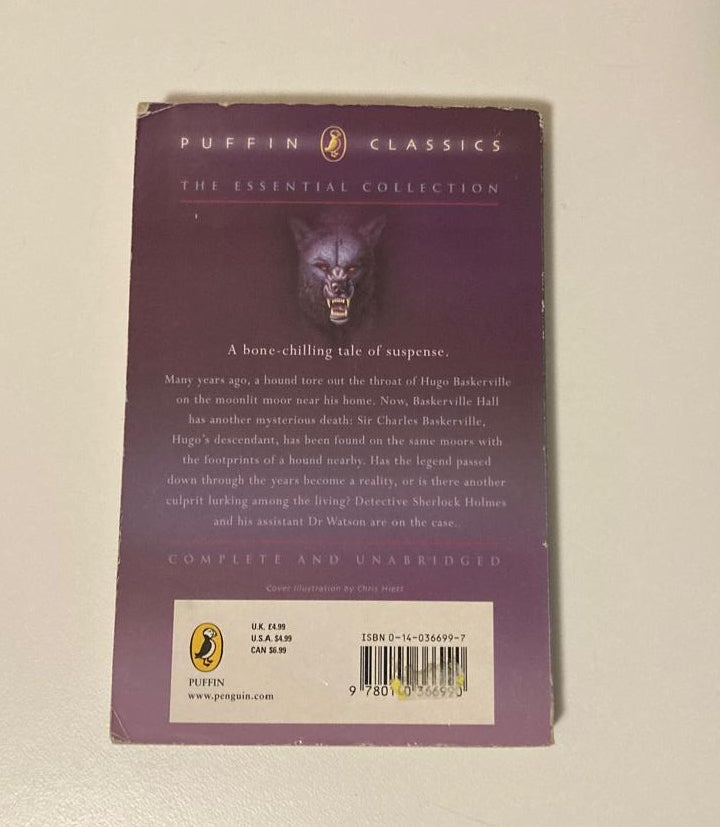 PUFFIN CLASSICS
THE ESSENTIAL COLLECTION
A bone-chilling tale of suspense.
Many years ago, a hound tore out the throat of Hugo Baskerville
on the moonlit moor near his home. Now, Baskerville Hall
has another mysterious death: Sir Charles Baskerville,
Hugo's descendant, has been found on the same moors with
the footprints of a hound nearby. Has the legend passed
down through the years become a reality, or is there another
culprit lurking among the living? Detective Sherlock Holmes
and his assistant Dr Watson are on the case..
COMPLETE AND UNABRIDGED
Cover illustration by Chris Hiett
U.K. £4.99
U.S.A. $4.99
CAN $6.99
PUFFIN
www.penguin.com
ISBN 0-14-036699-7
9 780140 366990